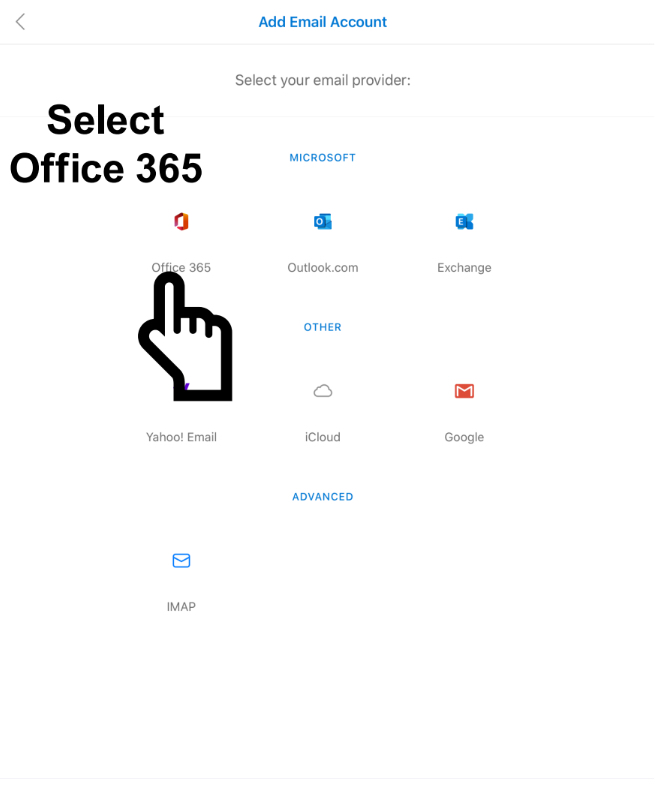 Add Email Account
Select your email provider:
Select
Office 365
MICROSOFT
Office 365
Outlook.com
Exchange
OTHER
Yahoo! Email
iCloud
Google
ADVANCED
IMAP